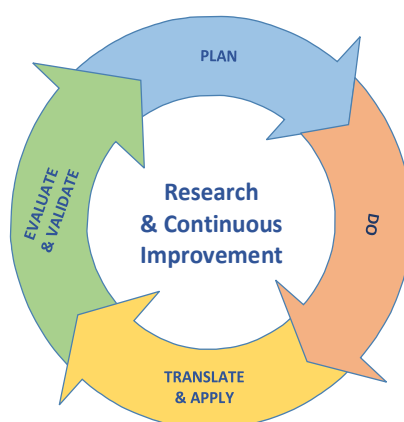 PLAN
Research
& Continuous
Improvement
DO
TRANSLATE
& APPLY
EVALUATE
& VALIDATE